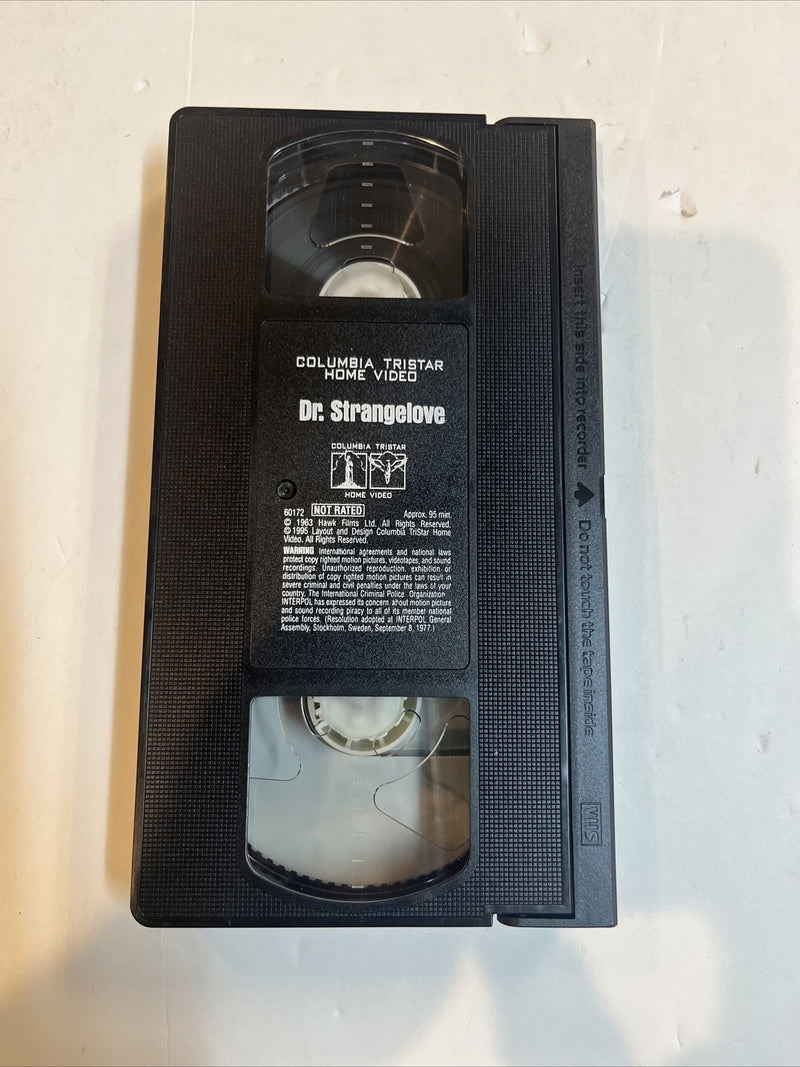 COLUMBIA TRISTAR
HOME VIDEO
Dr. Strangelove
COLUMBIA TRISTAR
HOME VIDEO
60172 NOT RATED Approx. 95 min.
© 1963 Hawk Films Ltd. All Rights Reserved.
© 1995 Layout and Design Columbia TriStar Home
Video. All Rights Reserved.
WARNING International agreements and national laws
protect copy righted motion pictures, videotapes, and sound
recordings. Unauthorized reproduction, exhibition or
distribution of copy righted motion pictures can result in
severe criminal and civil penalties under the laws of your
country. The International Criminal Police Organization
INTERPOL has expressed its concern about motion picture
and sound recording piracy to all of its member national
police forces. (Resolution adopted at INTERPOL General
Assembly, Stockholm, Sweden, September 8, 1977.)
Insert this side into recorder
Do not touch the tape inside
VHS